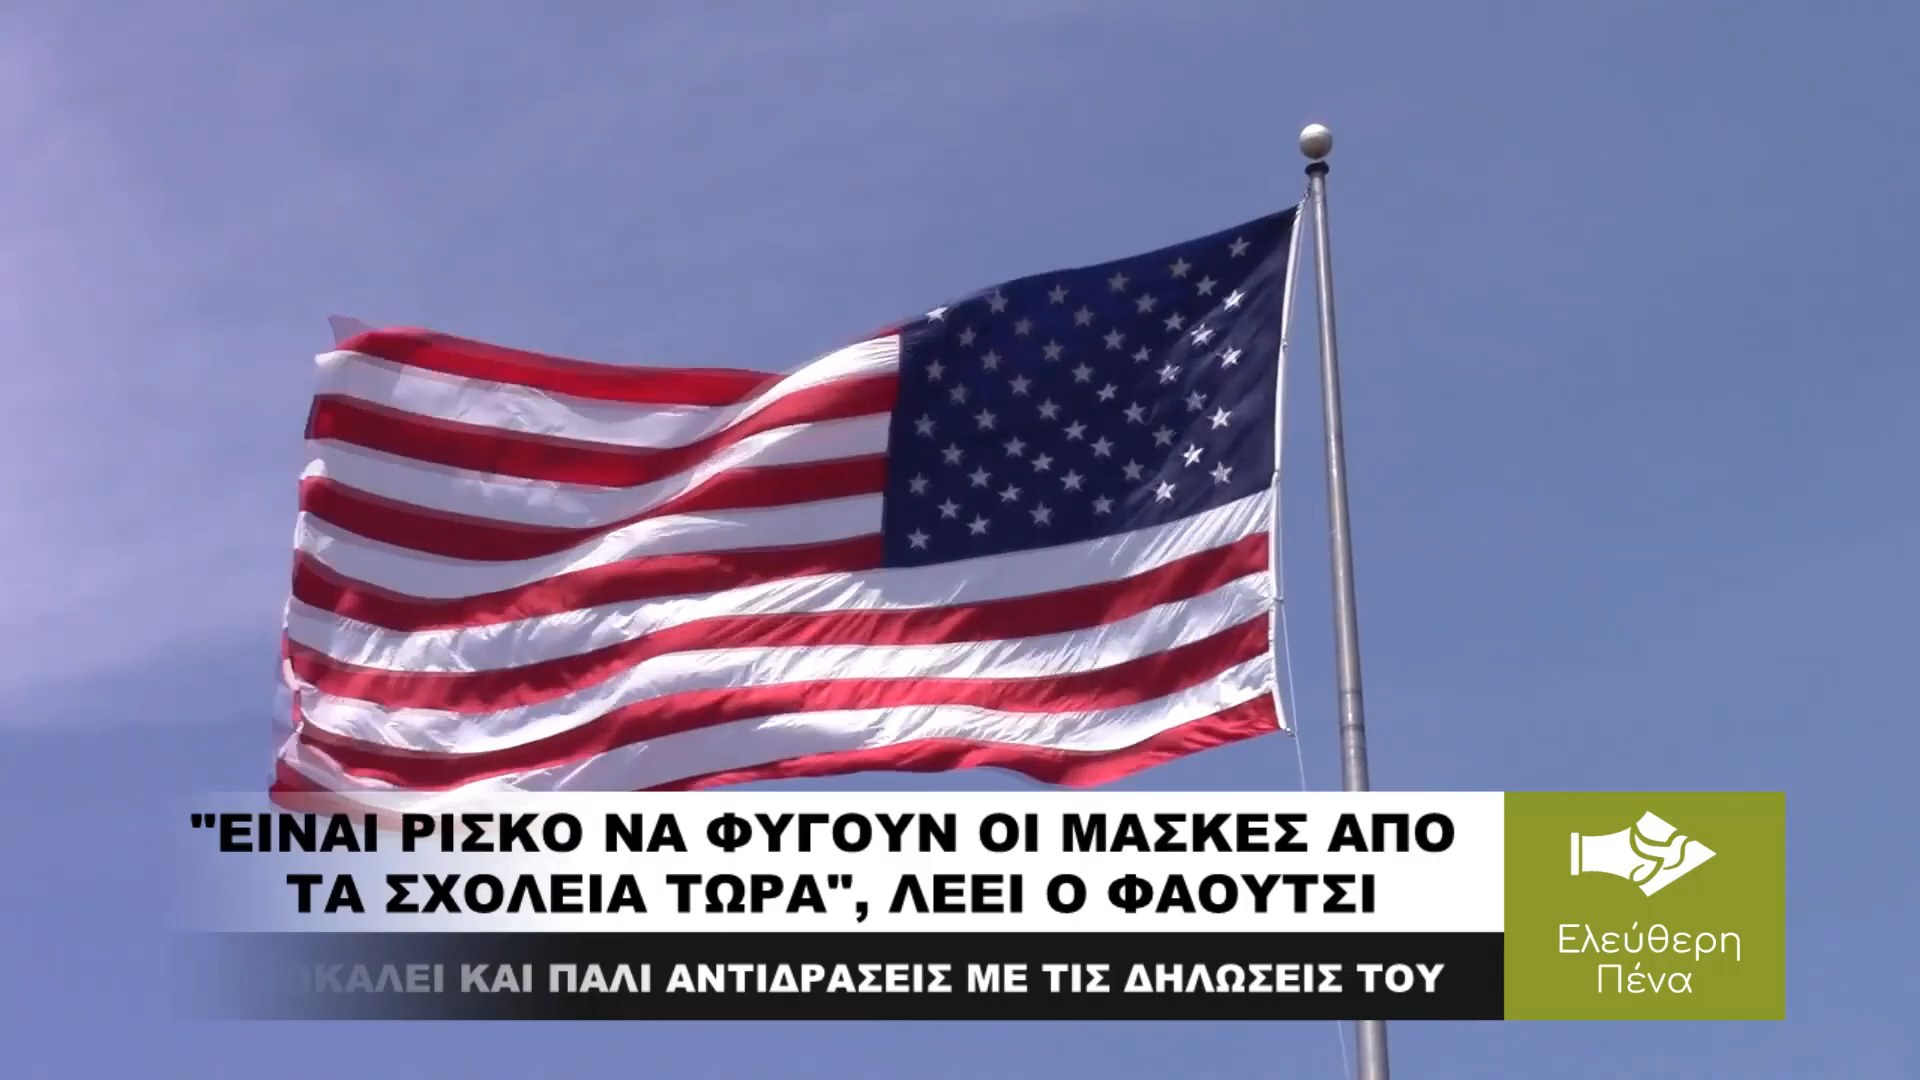 "ΕΙΝΑΙ ΡΙΣΚΟ ΝΑ ΦΥΓΟΥΝ ΟΙ ΜΑΣΚΕΣ ΑΠΟ
ΤΑ ΣΧΟΛΕΙΑ ΤΩΡΑ", ΛΕΕΙ Ο ΦΑΟΥΤΣΙ
ΚΑΙ ΠΑΛΙ ΑΝΤΙΔΡΑΣΕΙΣ ΜΕ ΤΙΣ ΔΗΛΩΣΕΙΣ ΤΟΥ
Ελεύθερη
Πένα